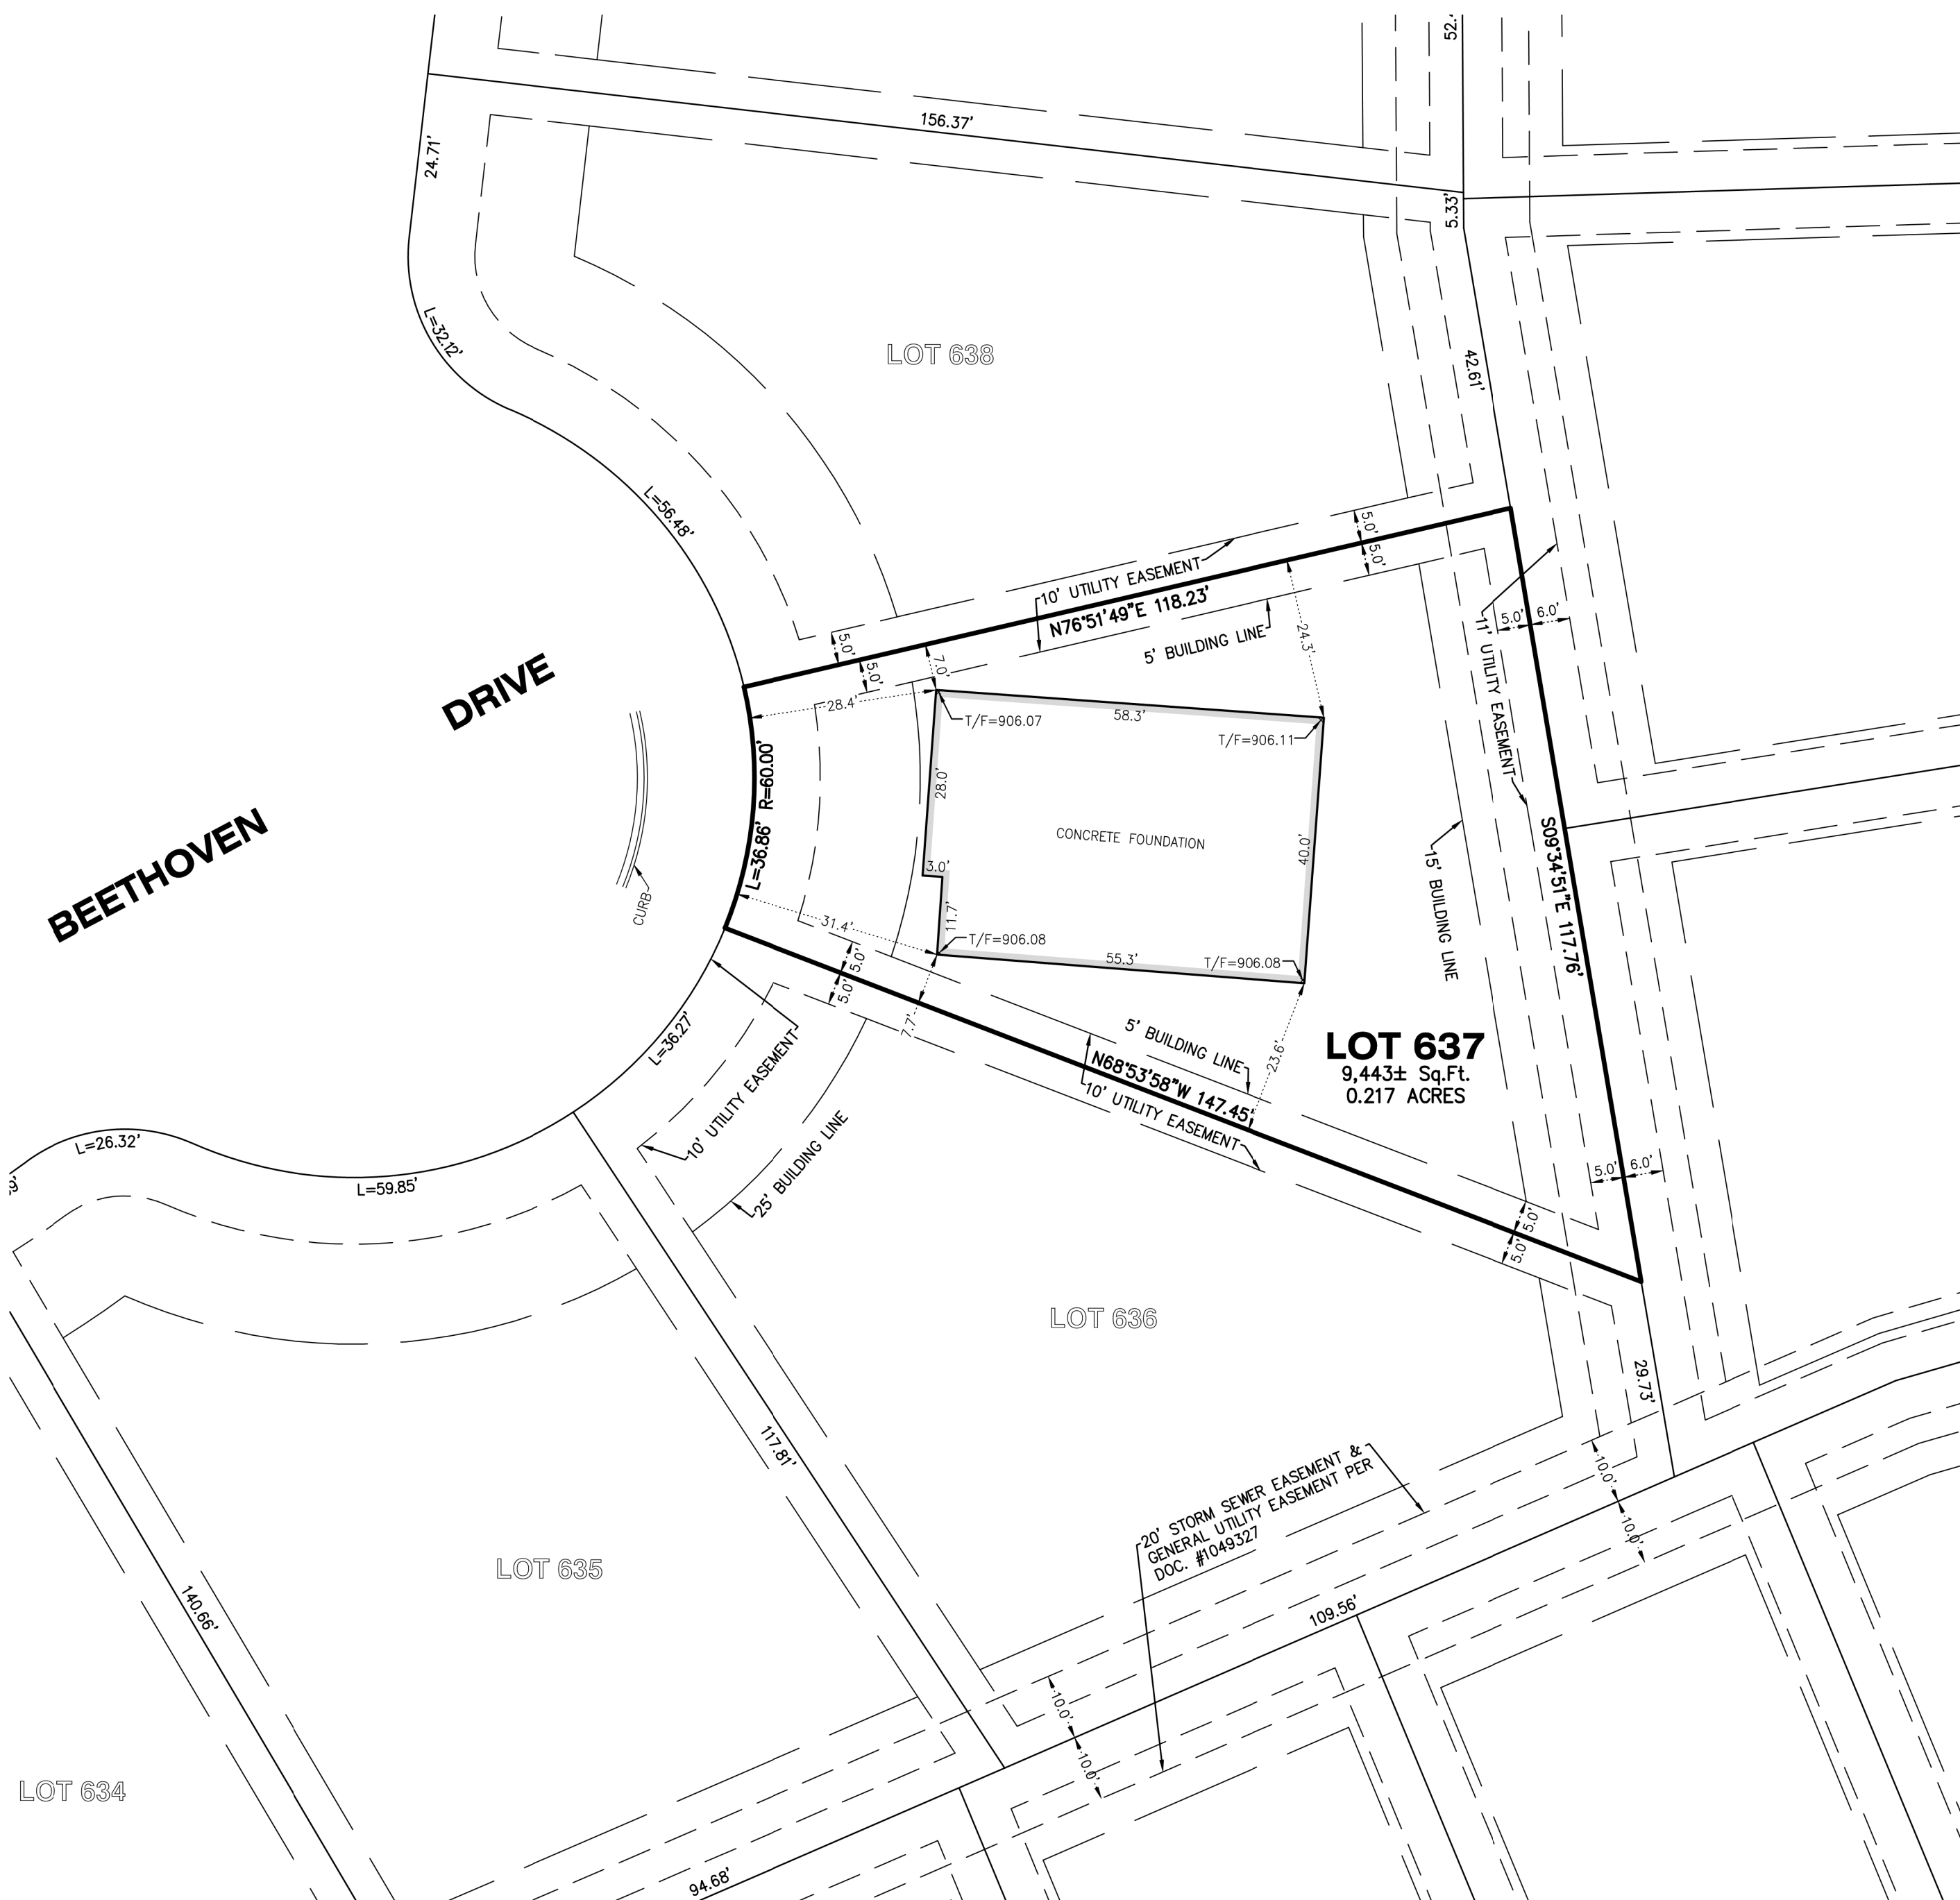 52.
156.37'
24.71'
5.33'
L=32.12'
LOT 638
42.61'
L=56.48'
5.0'
5.0'
10' UTILITY EASEMENT
N76°51'49"E 118.23'
5' BUILDING LINE
24.3'
11' UTILITY EASEMENT
5.0'
6.0'
5.0'
5.0'
7.0'
28.4'
T/F=906.07
58.3'
T/F=906.11
BEETHOVEN
DRIVE
CURB
L=36.86' R=60.00'
28.0'
3.0'
11.7'
CONCRETE FOUNDATION
40.0'
15' BUILDING LINE
S09°34'51"E 117.76'
31.4'
T/F=906.08
55.3'
T/F=906.08
5.0'
5.0'
7.7'
5' BUILDING LINE
N68°53'58"W 147.45'
10' UTILITY EASEMENT
23.6'
LOT 637
9,443± Sq.Ft.
0.217 ACRES
L=36.27'
10' UTILITY EASEMENT
25' BUILDING LINE
L=26.32'
L=59.85'
5.0'
6.0'
5.0'
5.0'
LOT 636
29.73'
117.81'
20' STORM SEWER EASEMENT &
GENERAL UTILITY EASEMENT PER
DOC. #1049327
10.0'
10.0'
LOT 635
140.66'
109.56'
10.0'
10.0'
LOT 634
94.68'